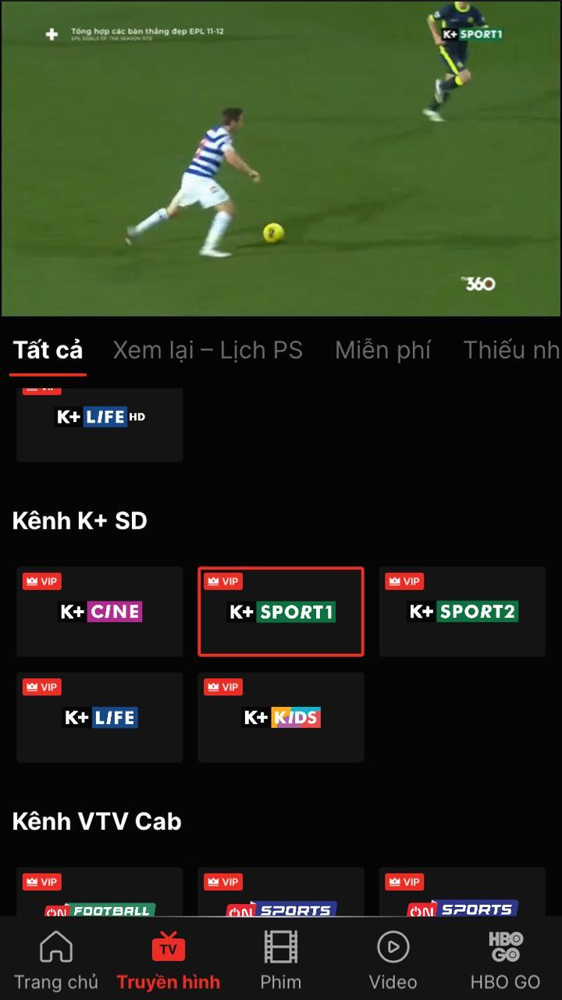 Tổng hợp các bàn thắng đẹp EPL 11-12
EPL GOALS OF THE SEASON 11/12
K+ SPORT1
TV360
Tất cả
Xem lại – Lịch PS
Miễn phí
Thiếu nh
VIP
K+ LIFE HD
Kênh K+ SD
VIP
K+ CINE
VIP
K+ SPORT1
VIP
K+ SPORT2
VIP
K+ LIFE
VIP
K+ KIDS
Kênh VTV Cab
VIP
ON FOOTBALL
VIP
ON SPORTS
VIP
ON SPORTS
TV
HBO GO
Trang chủ
Truyền hình
Phim
Video
HBO GO